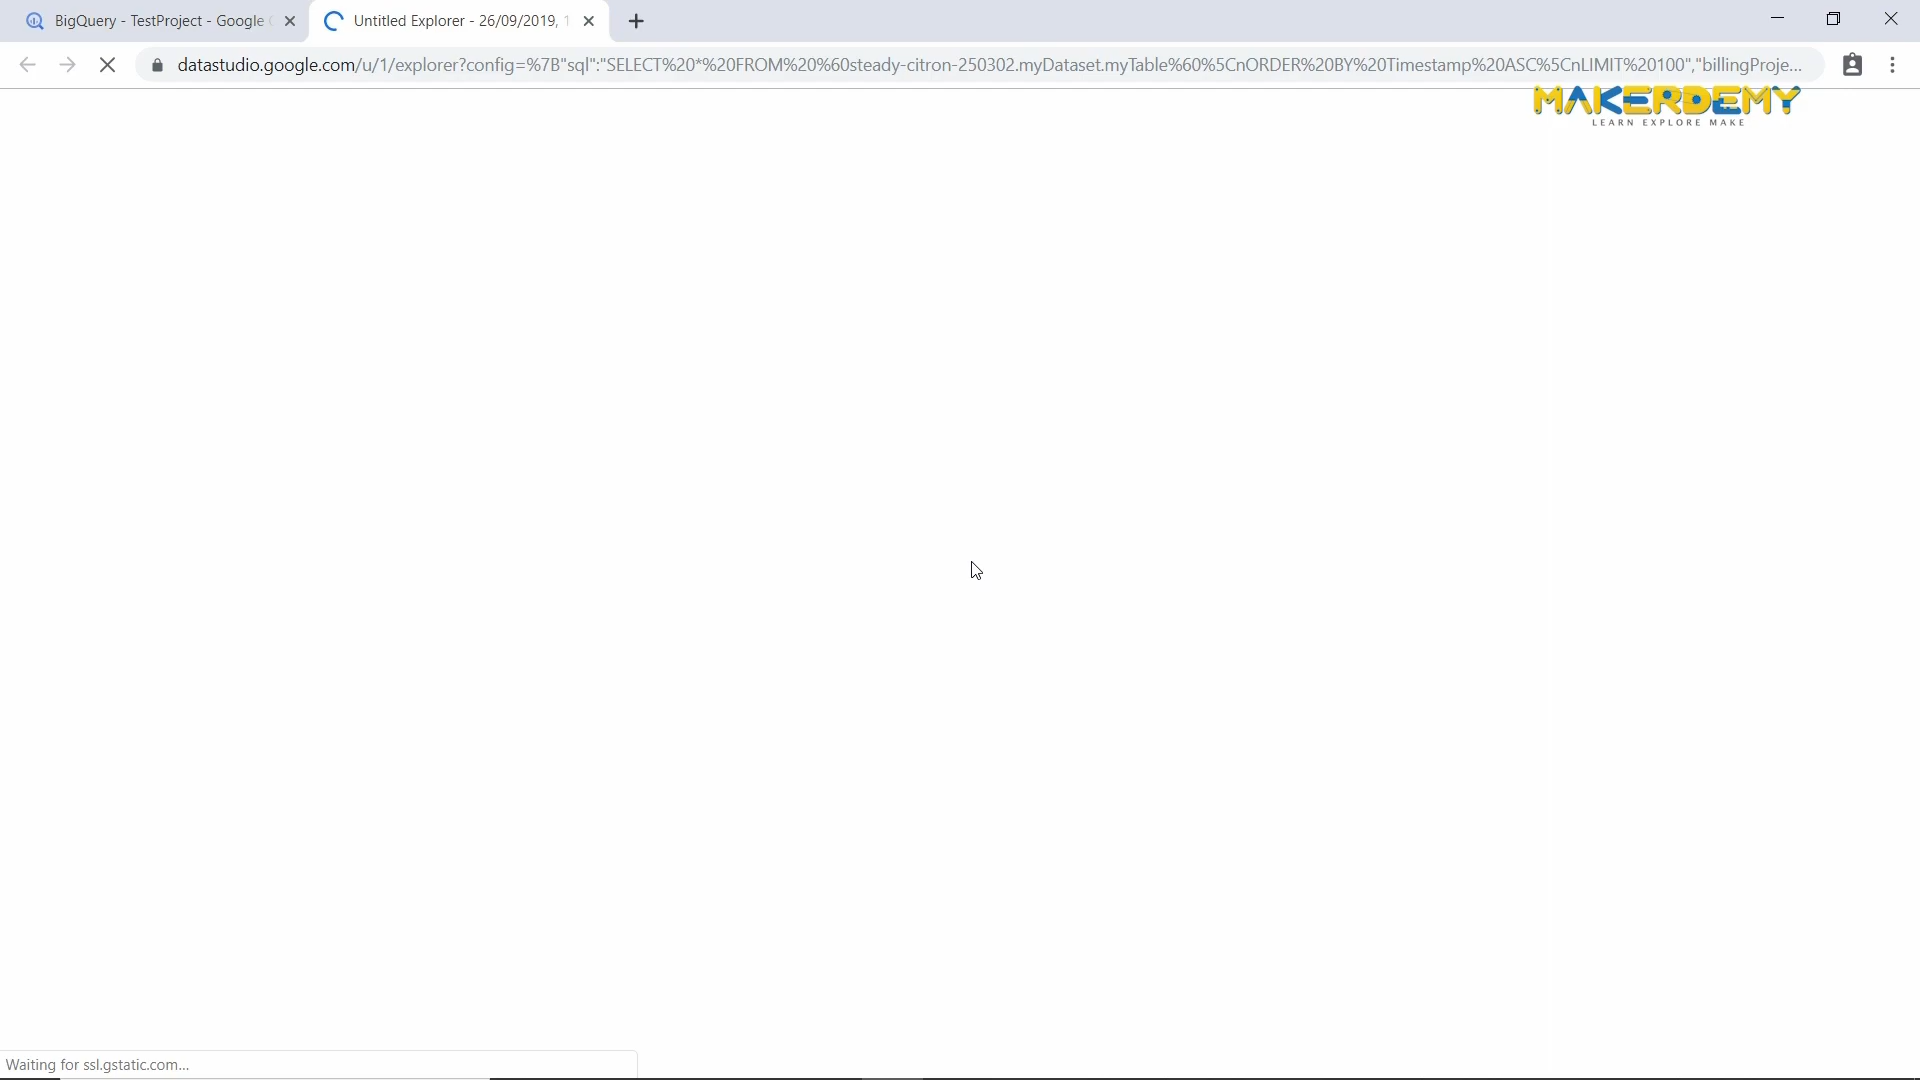 BigQuery - TestProject - Google
Untitled Explorer - 26/09/2019, 1
datastudio.google.com/u/1/explorer?config=%7B"sql":"SELECT%20*%20FROM%20%60steady-citron-250302.myDataset.myTable%60%5CnORDER%20BY%20Timestamp%20ASC%5CnLIMIT%20100","billingProje...
MAKERDEMY
LEARN EXPLORE MAKE
Waiting for ssl.gstatic.com...